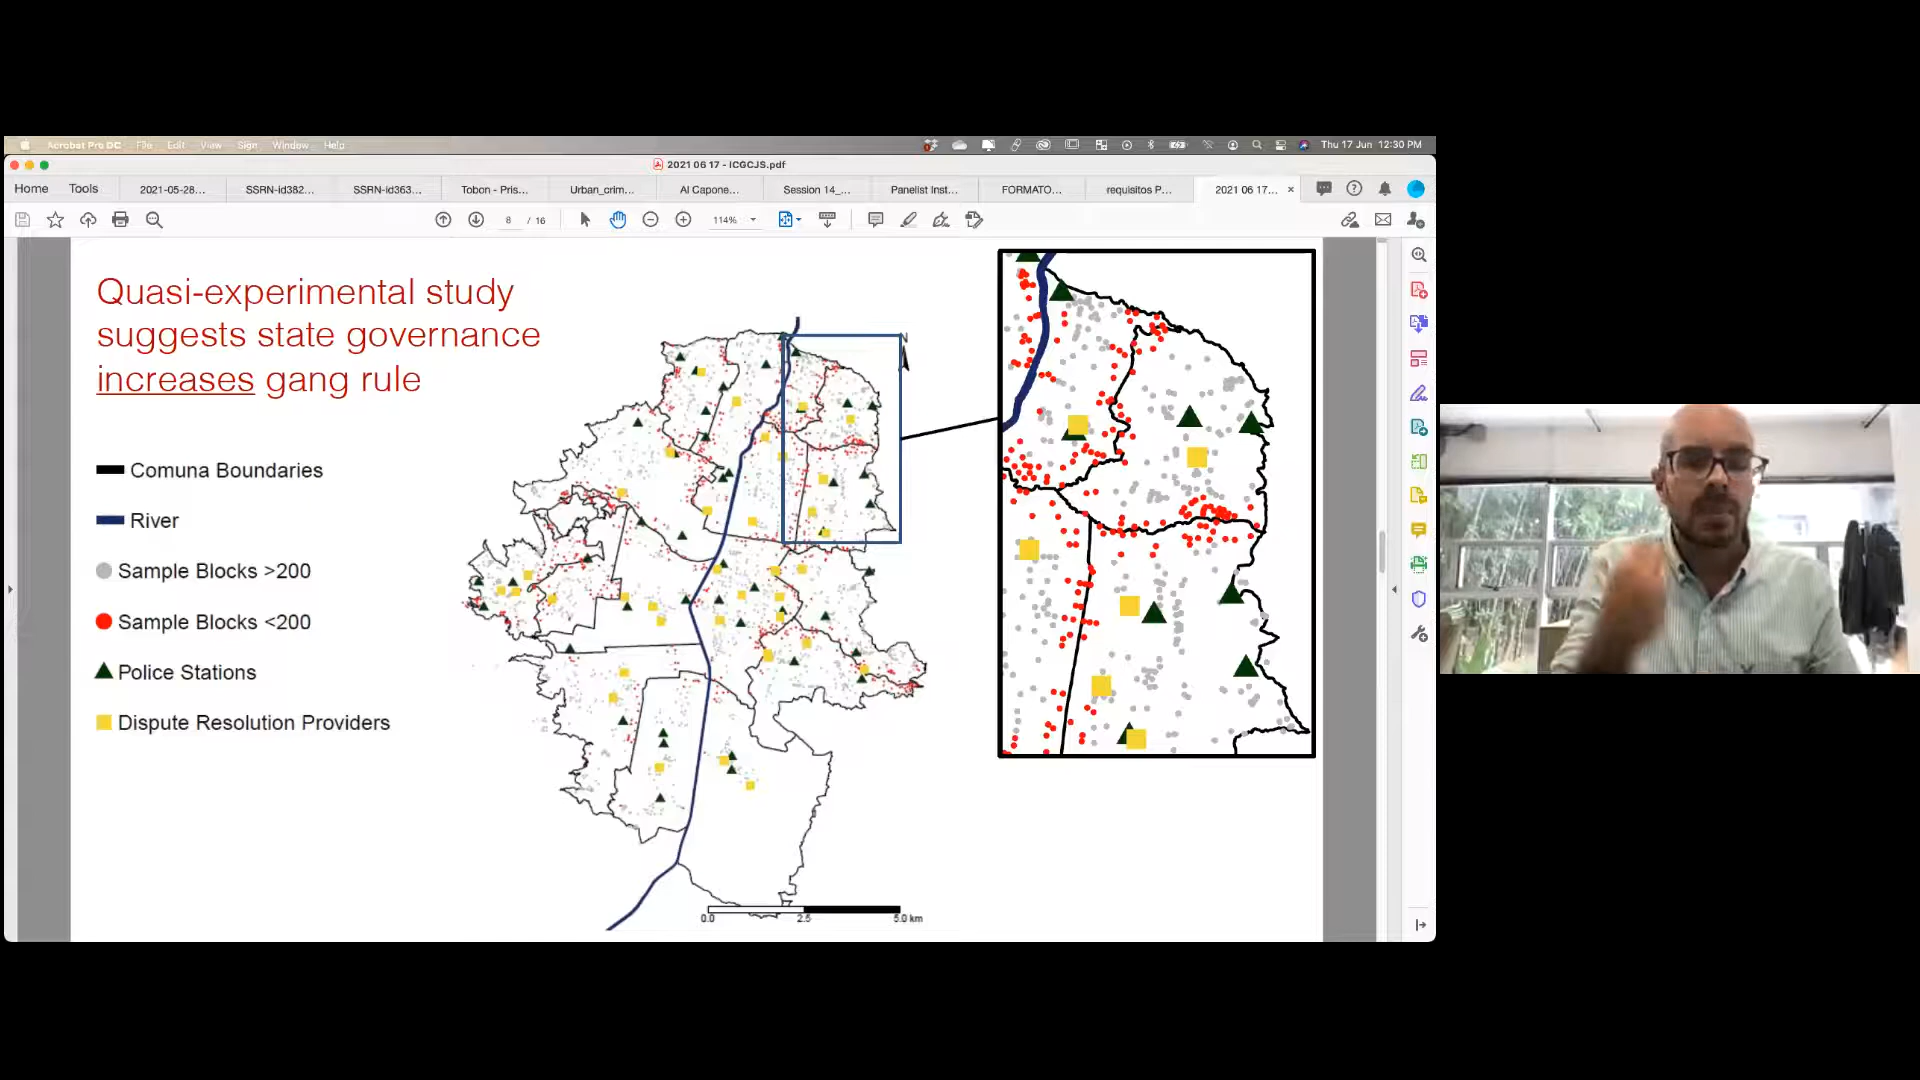 Acrobat Pro DC File Edit View Sign Window Help
Thu 17 Jun 12:30 PM
2021 06 17 - ICGCJS.pdf
Home Tools 2021-05-28... SSRN-id382... SSRN-id363... Tobon - Pris... Urban_crim... Al Capone... Session 14_... Panelist Inst... FORMATO... requisitos P... 2021 06 17... ×
8 / 16 114%
Quasi-experimental study
suggests state governance
increases gang rule
Comuna Boundaries
River
Sample Blocks >200
Sample Blocks <200
Police Stations
Dispute Resolution Providers
N
0.0 2.5 5.0 km